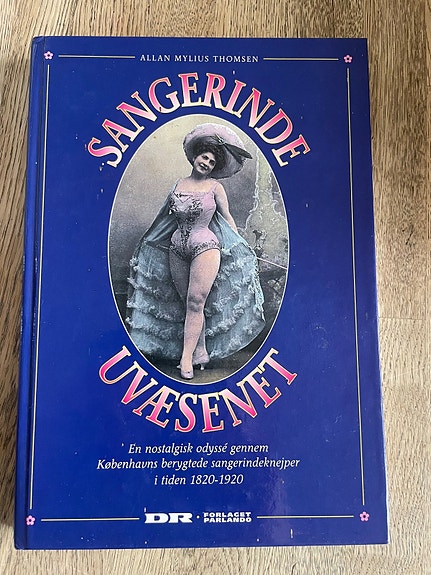 ALLAN MYLIUS THOMSEN
SANGERINDE
UVÆSENET
En nostalgisk odyssé gennem
Københavns berygtede sangerindeknejper
i tiden 1820-1920
DR · FORLAGET
PARLANDO